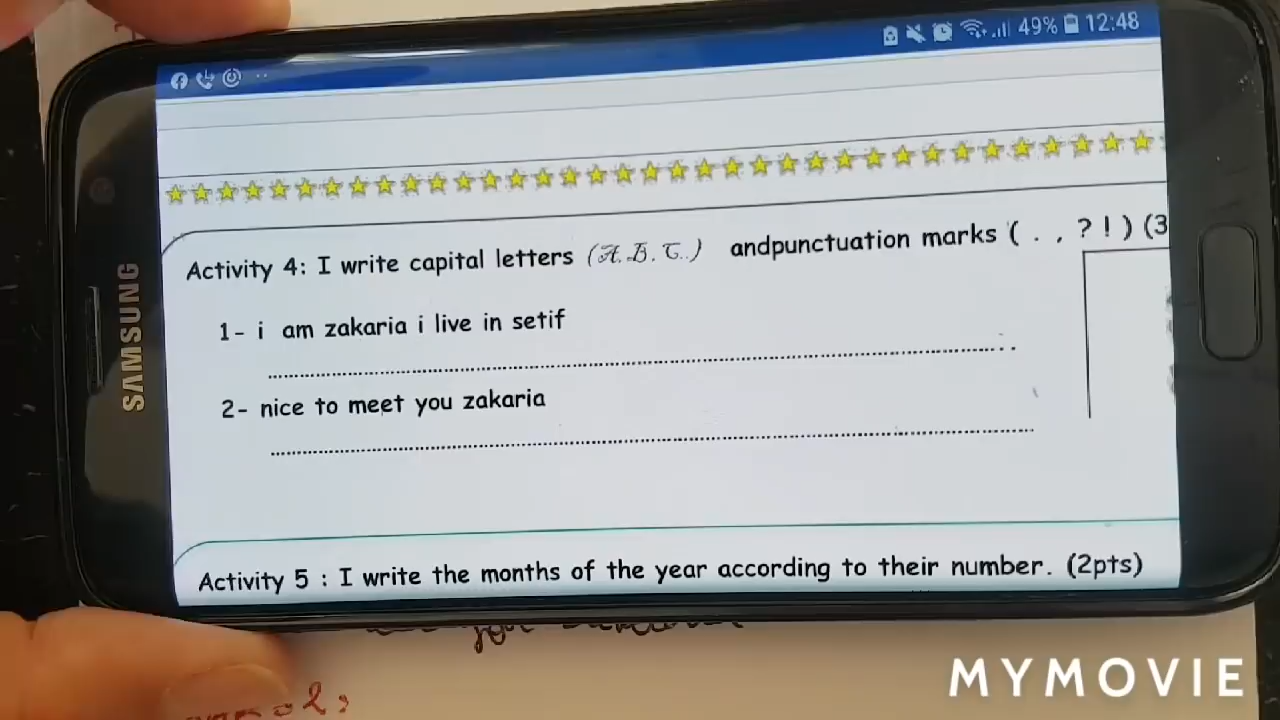 49% 12:48
SAMSUNG
Activity 4: I write capital letters (A.B.C..) andpunctuation marks ( . , ? ! ) (3
1- i am zakaria i live in setif
2- nice to meet you zakaria
Activity 5 : I write the months of the year according to their number. (2pts)
you
MYMOVIE